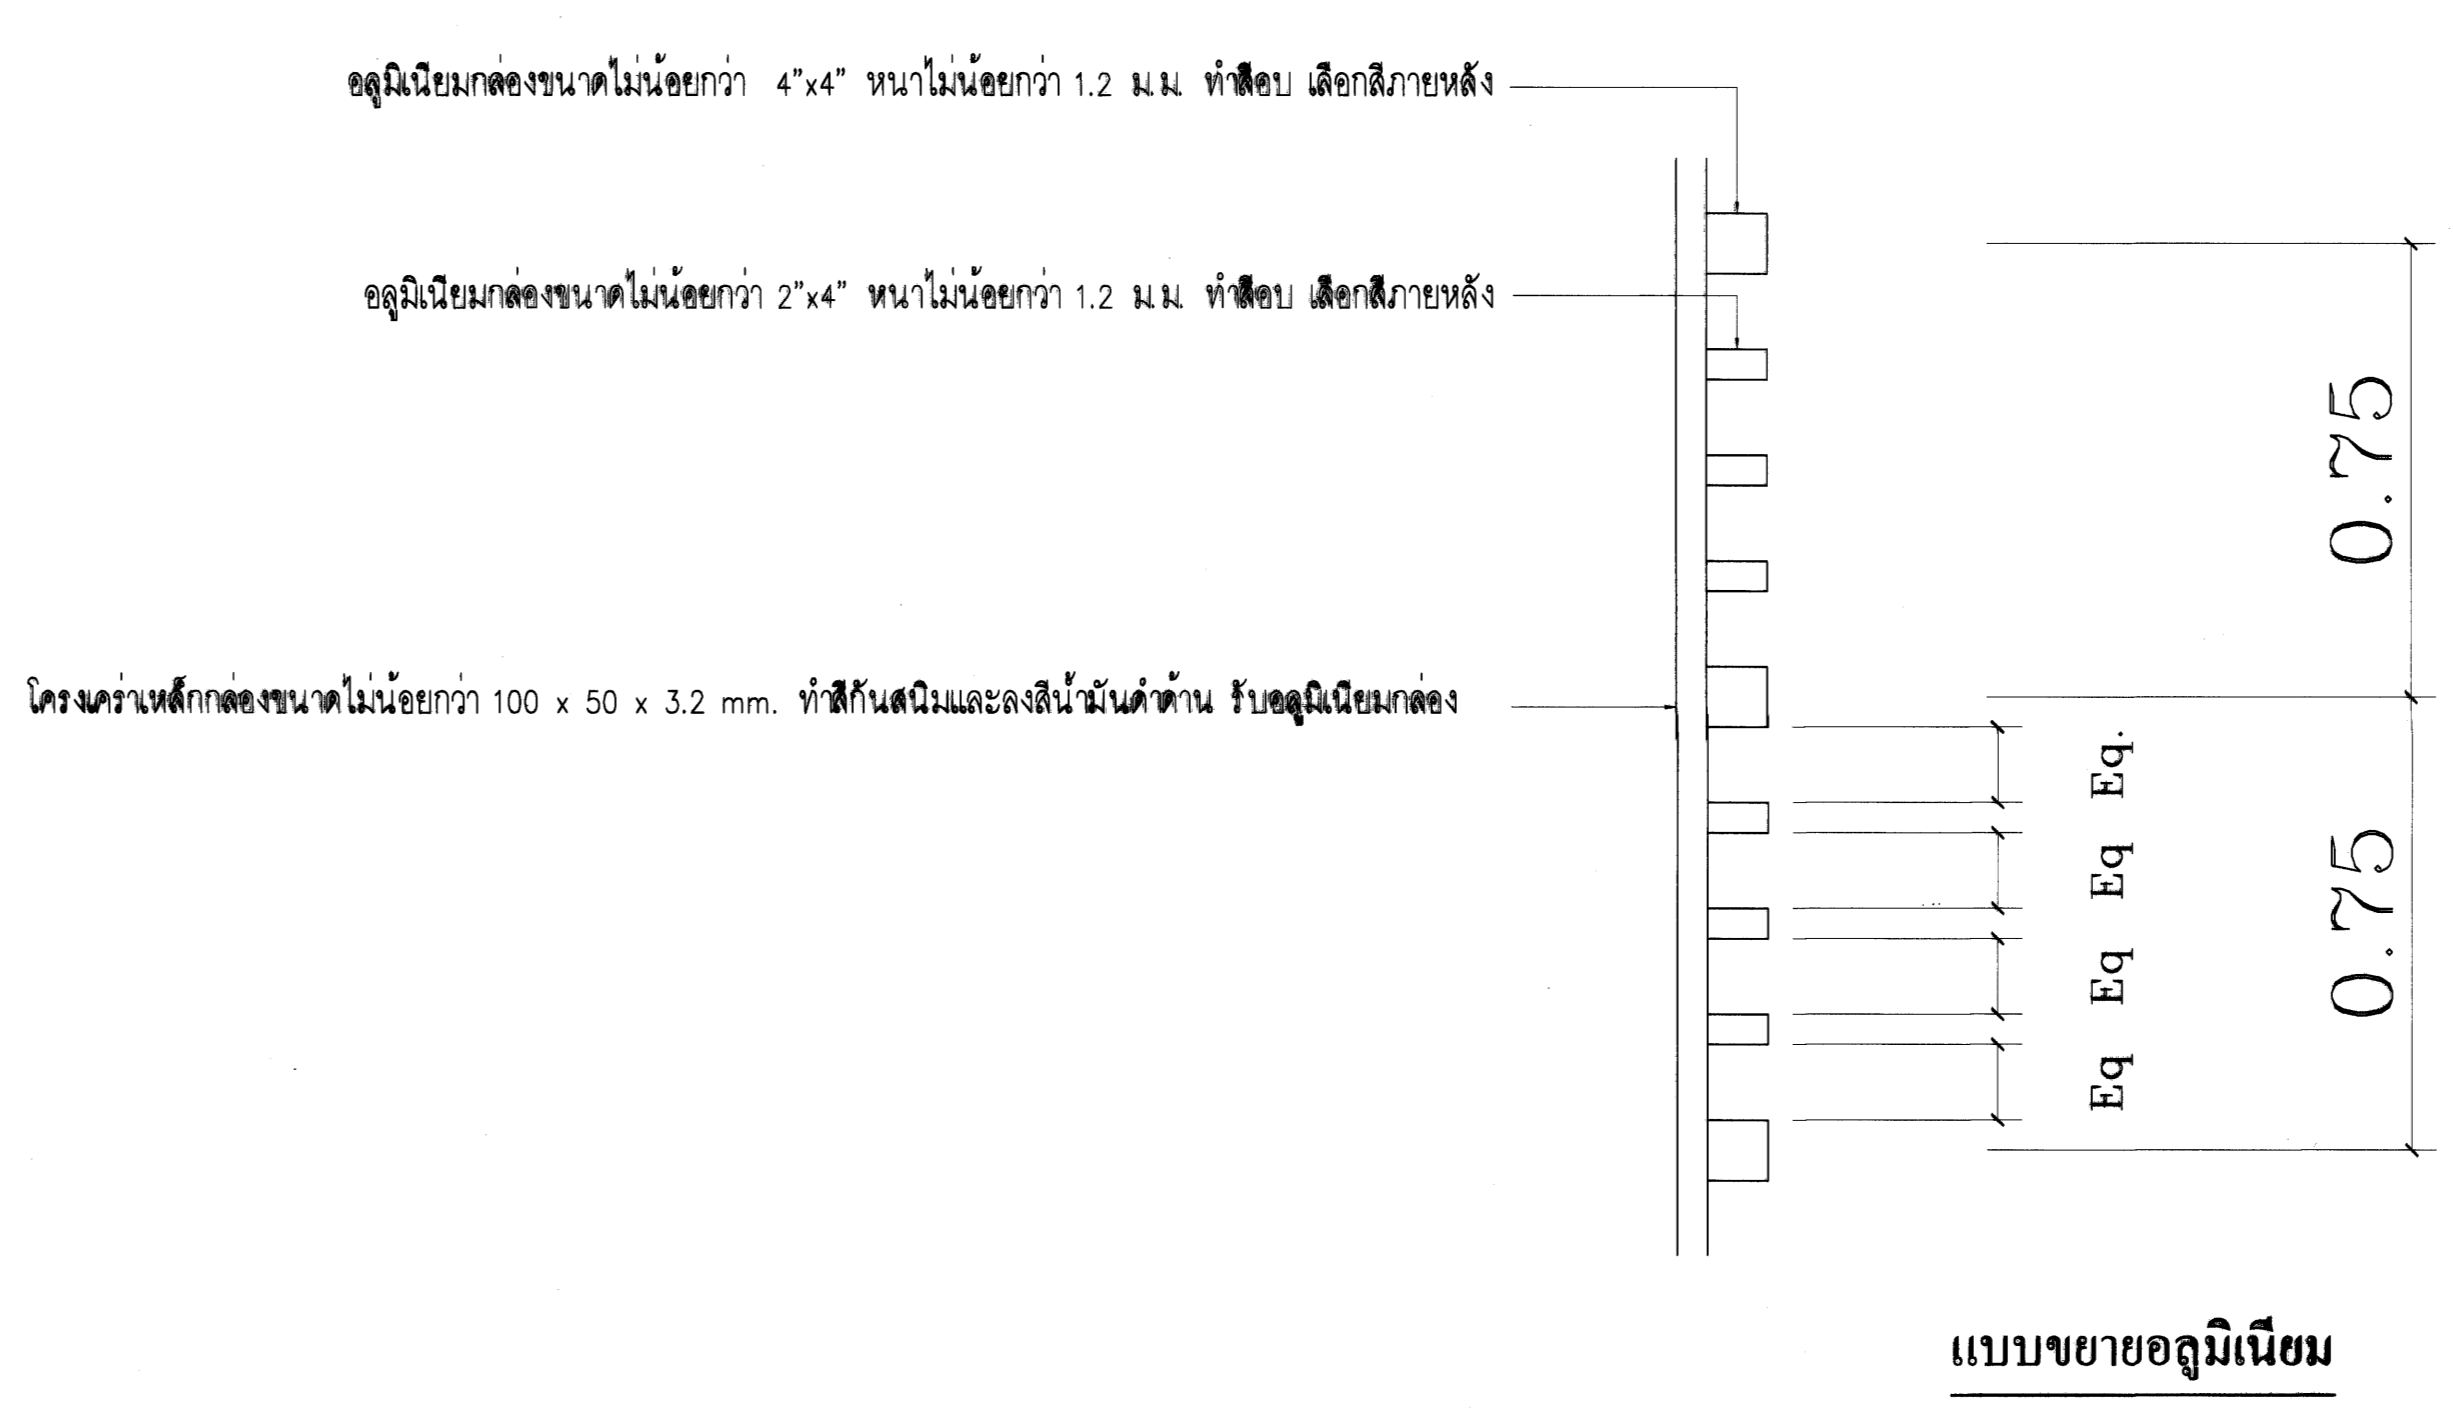 อลูมิเนียมกล่องขนาดไม่น้อยกว่า 4"x4" หนาไม่น้อยกว่า 1.2 ม.ม. ทำสีอบ เลือกสีภายหลัง
อลูมิเนียมกล่องขนาดไม่น้อยกว่า 2"x4" หนาไม่น้อยกว่า 1.2 ม.ม. ทำสีอบ เลือกสีภายหลัง
0.75
โครงเคร่าเหล็กกล่องขนาดไม่น้อยกว่า 100 x 50 x 3.2 mm. ทำสีกันสนิมและลงสีน้ำมันดำด้าน รับอลูมิเนียมกล่อง
Eq.
Eq
Eq
Eq
0.75
แบบขยายอลูมิเนียม